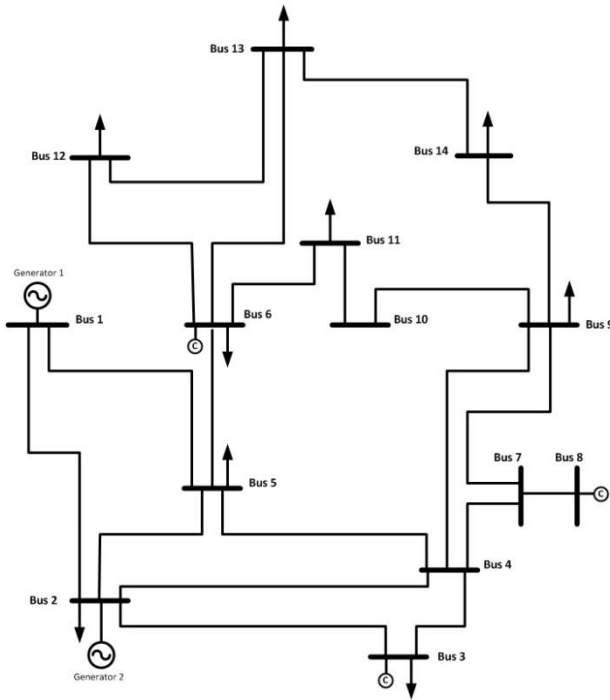 Bus 13
Bus 12
Bus 14
Bus 11
Generator 1
Bus 1
Bus 6
Bus 10
Bus 9
C
Bus 7
Bus 8
Bus 5
C
Bus 4
Bus 2
Bus 3
Generator 2
C